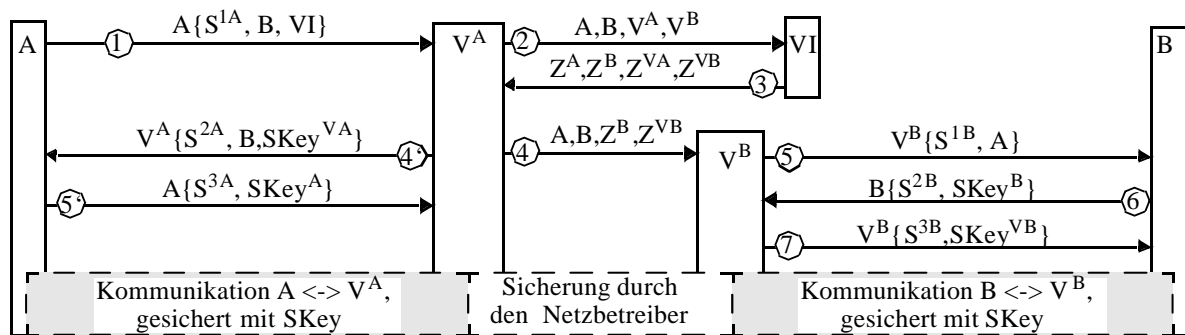 A
1
A{S^1A, B, VI}
V^A
2
A,B,V^A,V^B
VI
B
Z^A,Z^B,Z^VA,Z^VB
3
V^A{S^2A, B,SKey^VA}
4‘
4
A,B,Z^B,Z^VB
V^B
5
V^B{S^1B, A}
5‘
A{S^3A, SKey^A}
B{S^2B, SKey^B}
6
7
V^B{S^3B,SKey^VB}
Kommunikation A <-> V^A,
gesichert mit SKey
Sicherung durch
den Netzbetreiber
Kommunikation B <-> V^B,
gesichert mit SKey